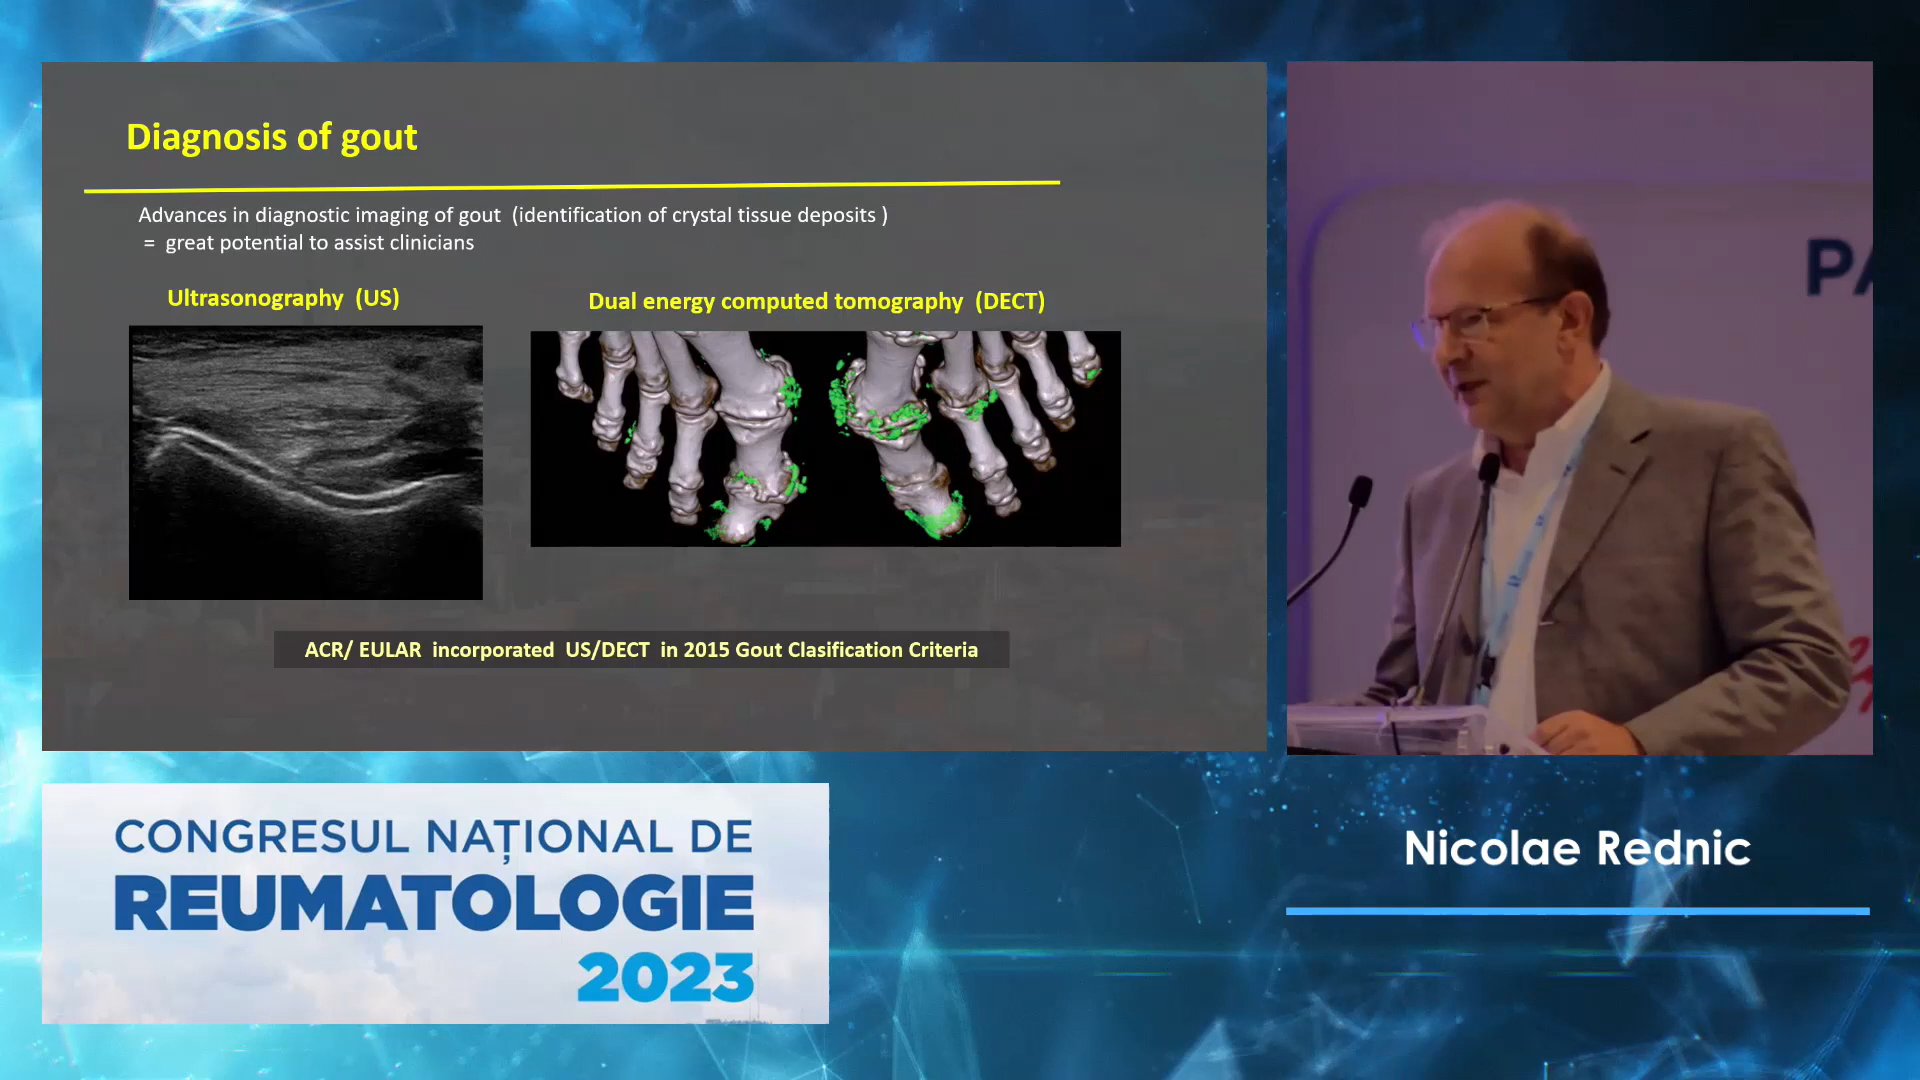 Diagnosis of gout
Advances in diagnostic imaging of gout (identification of crystal tissue deposits )
= great potential to assist clinicians
Ultrasonography (US)
Dual energy computed tomography (DECT)
ACR/ EULAR incorporated US/DECT in 2015 Gout Clasification Criteria
PA
CONGRESUL NAȚIONAL DE
REUMATOLOGIE
2023
Nicolae Rednic